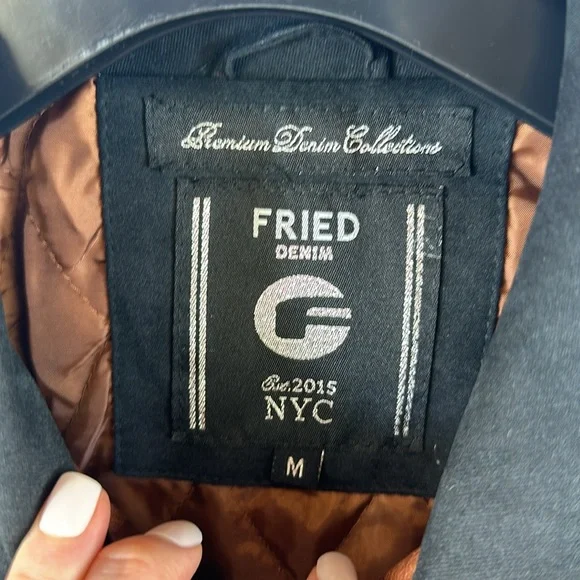 Premium Denim Collections
FRIED
DENIM
Est. 2015
NYC
M